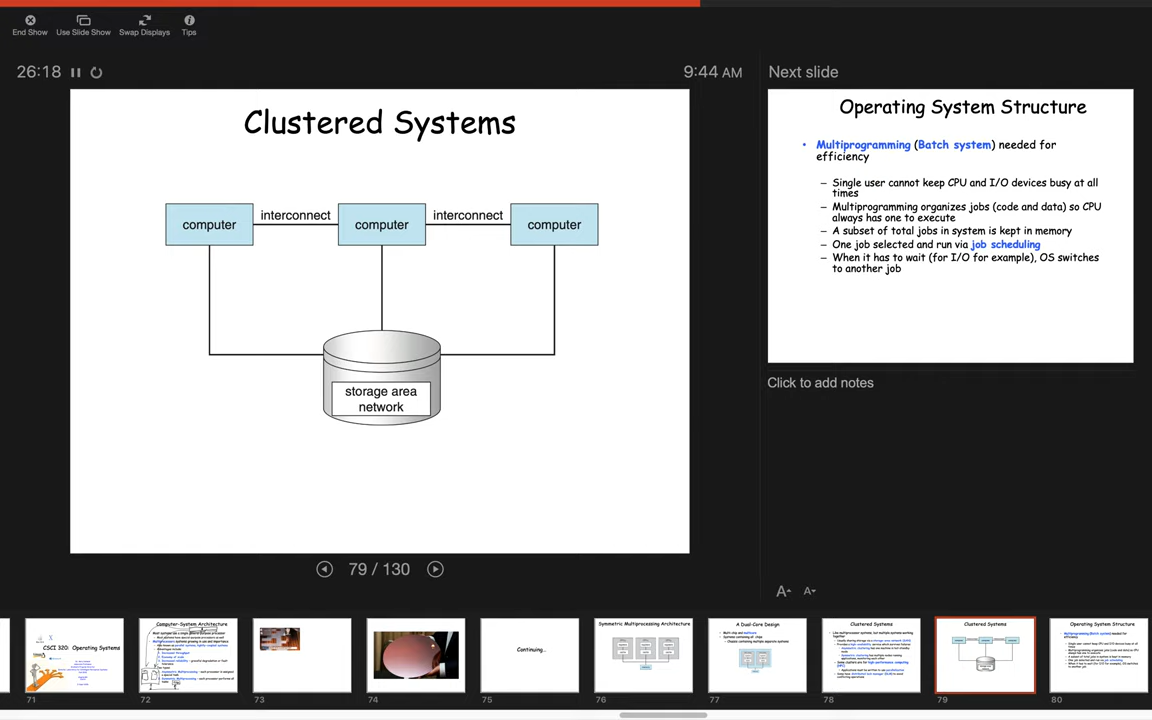 End Show
Use Slide Show
Swap Displays
Tips
26:18
9:44 AM
Clustered Systems
computer
interconnect
computer
interconnect
computer
storage area
network
79 / 130
Next slide
Operating System Structure
• Multiprogramming (Batch system) needed for
efficiency
– Single user cannot keep CPU and I/O devices busy at all
times
– Multiprogramming organizes jobs (code and data) so CPU
always has one to execute
– A subset of total jobs in system is kept in memory
– One job selected and run via job scheduling
– When it has to wait (for I/O for example), OS switches
to another job
Click to add notes
A A
CSCI 320: Operating Systems
71
Computer-System Architecture
72
73
74
Continuing...
75
Symmetric Multiprocessing Architecture
76
A Dual-Core Design
77
Clustered Systems
78
Clustered Systems
79
Operating System Structure
80